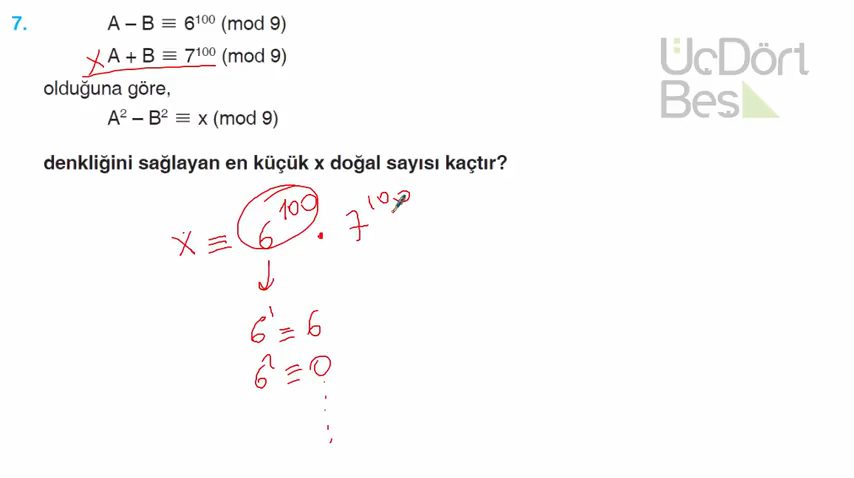 7. A – B ≡ 6¹⁰⁰ (mod 9)
x A + B ≡ 7¹⁰⁰ (mod 9)
olduğuna göre,
A² – B² ≡ x (mod 9)
denkliğini sağlayan en küçük x doğal sayısı kaçtır?
ÜçDört
Beş
x ≡ 6¹⁰⁰ · 7¹⁰⁰
6¹ ≡ 6
6² ≡ 0